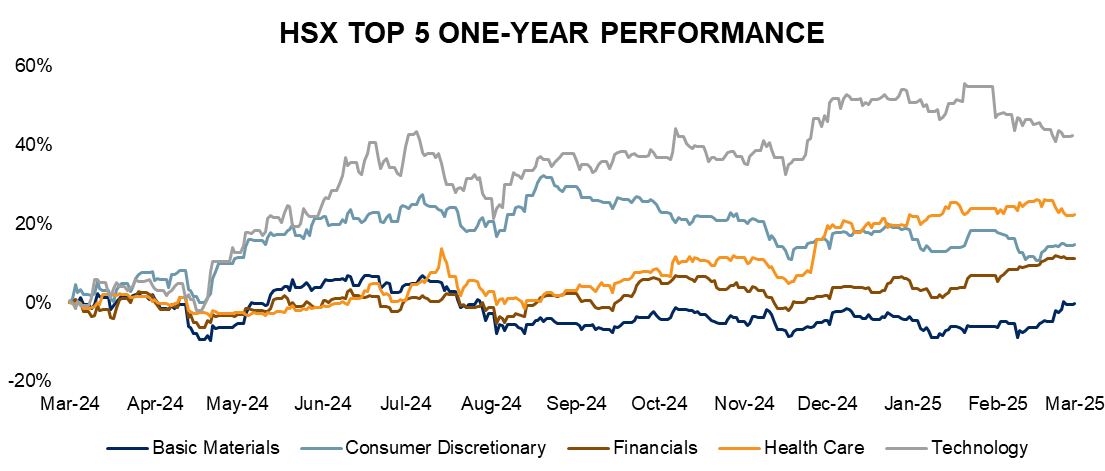 HSX TOP 5 ONE-YEAR PERFORMANCE
60%
40%
20%
0%
-20%
Mar-24 Apr-24 May-24 Jun-24 Jul-24 Aug-24 Sep-24 Oct-24 Nov-24 Dec-24 Jan-25 Feb-25 Mar-25
Basic Materials Consumer Discretionary Financials Health Care Technology